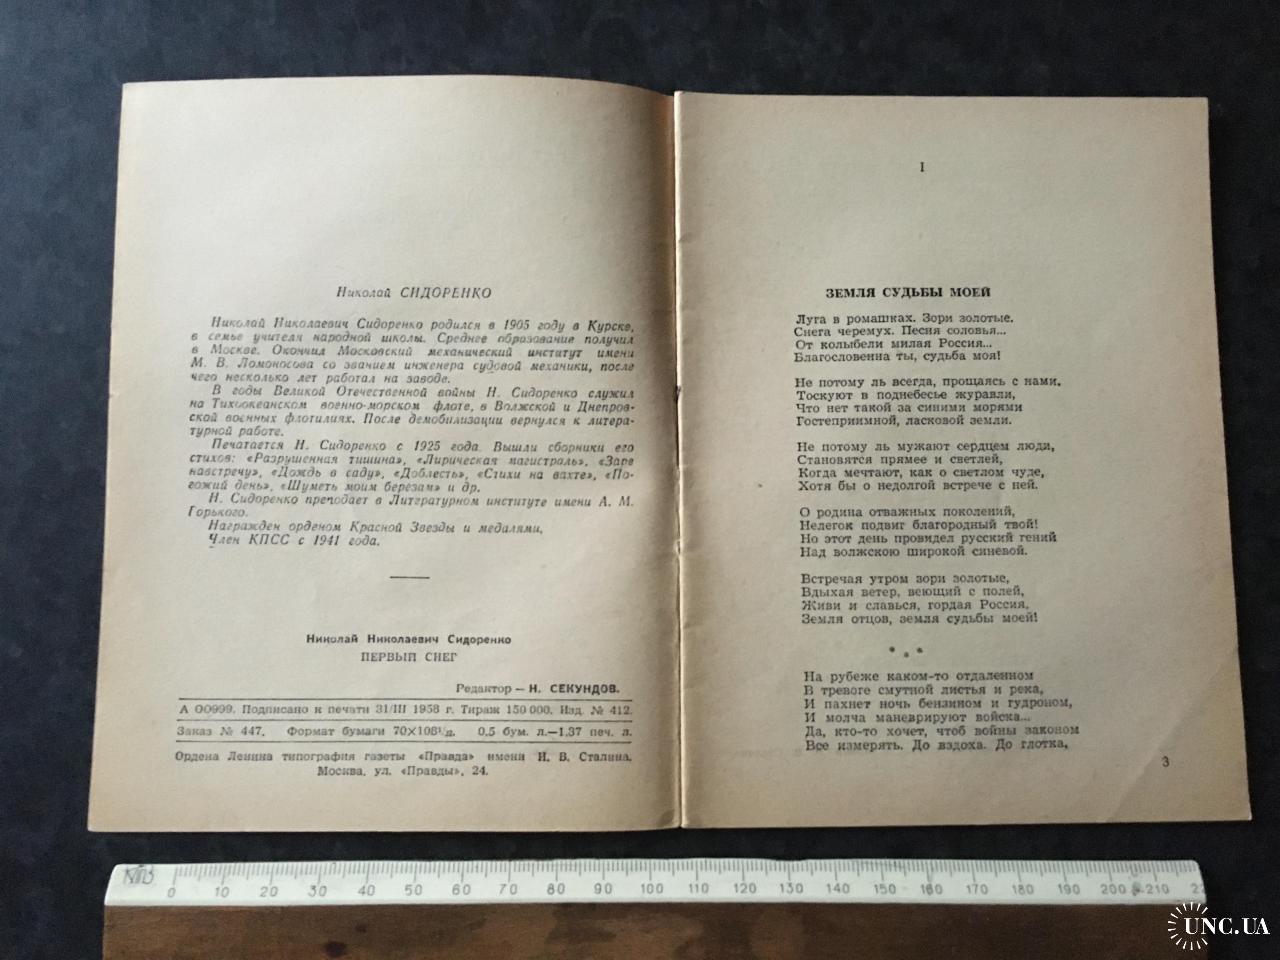 Николай СИДОРЕНКО
Николай Николаевич Сидоренко родился в 1905 году в Курске,
в семье учителя народной школы. Среднее образование получил
в Москве. Окончил Московский механический институт имени
М. В. Ломоносова со званием инженера судовой механики, после
чего несколько лет работал на заводе.
В годы Великой Отечественной войны Н. Сидоренко служил
на Тихоокеанском военно-морском флоте, в Волжской и Днепров-
ской военных флотилиях. После демобилизации вернулся к литера-
турной работе.
Печатается Н. Сидоренко с 1925 года. Вышли сборники его
стихов: «Разрушенная тишина», «Лирическая магистраль», «Заре
навстречу», «Дождь в саду», «Доблесть», «Стихи на вахте», «По-
гожий день», «Шуметь моим березам» и др.
Н. Сидоренко преподает в Литературном институте имени А. М.
Горького.
Награжден орденом Красной Звезды и медалями,
Член КПСС с 1941 года.
Николай Николаевич Сидоренко
ПЕРВЫЙ СНЕГ
Редактор — Н. СЕКУНДОВ.
А 00999. Подписано к печати 31/III 1958 г. Тираж 150 000. Изд. № 412.
Заказ № 447. Формат бумаги 70×108¹/₃₂. 0,5 бум. л.—1,37 печ. л.
Ордена Ленина типография газеты «Правда» имени И. В. Сталина.
Москва, ул. «Правды», 24.
I
ЗЕМЛЯ СУДЬБЫ МОЕЙ
Луга в ромашках. Зори золотые.
Снега черемух. Песня соловья...
От колыбели милая Россия...
Благословенна ты, судьба моя!
Не потому ль всегда, прощаясь с нами,
Тоскуют в поднебесье журавли,
Что нет такой за синими морями
Гостеприимной, ласковой земли.
Не потому ль мужают сердцем люди,
Становятся прямее и светлей,
Когда мечтают, как о светлом чуде,
Хотя бы о недолгой встрече с ней.
О родина отважных поколений,
Нелегок подвиг благородный твой!
Но этот день провидел русский гений
Над волжскою широкой синевой.
Встречая утром зори золотые,
Вдыхая ветер, веющий с полей,
Живи и славься, гордая Россия,
Земля отцов, земля судьбы моей!
* * *
На рубеже каком-то отдаленном
В тревоге смутной листья и река,
И пахнет ночь бензином и гудроном,
И молча маневрируют войска...
Да, кто-то хочет, чтоб войны законом
Все измерять. До вздоха. До глотка,
3
0 10 20 30 40 50 60 70 80 90 100 110 120 130 140 150 160 170 180 190 200 210 22
UNC.UA